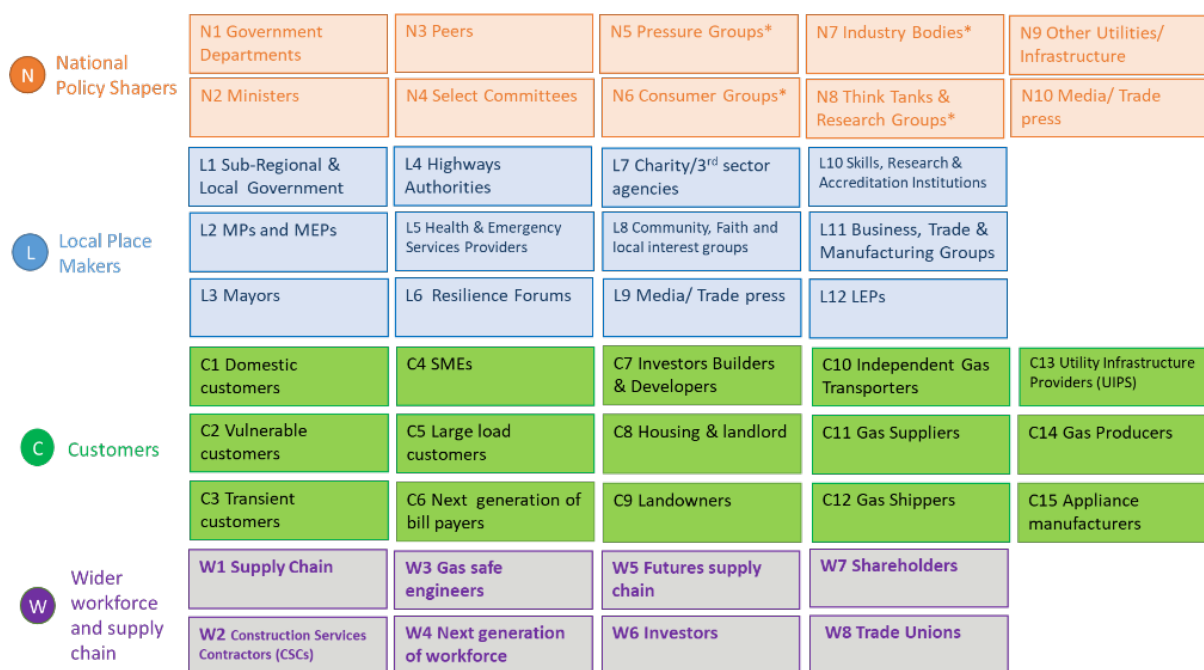 N
National
Policy Shapers
N1 Government
Departments
N3 Peers
N5 Pressure Groups*
N7 Industry Bodies*
N9 Other Utilities/
Infrastructure
N2 Ministers
N4 Select Committees
N6 Consumer Groups*
N8 Think Tanks &
Research Groups*
N10 Media/ Trade
press
L
Local Place
Makers
L1 Sub-Regional &
Local Government
L4 Highways
Authorities
L7 Charity/3rd sector
agencies
L10 Skills, Research &
Accreditation Institutions
L2 MPs and MEPs
L5 Health & Emergency
Services Providers
L8 Community, Faith and
local interest groups
L11 Business, Trade &
Manufacturing Groups
L3 Mayors
L6 Resilience Forums
L9 Media/ Trade press
L12 LEPs
C
Customers
C1 Domestic
customers
C4 SMEs
C7 Investors Builders
& Developers
C10 Independent Gas
Transporters
C13 Utility Infrastructure
Providers (UIPS)
C2 Vulnerable
customers
C5 Large load
customers
C8 Housing & landlord
C11 Gas Suppliers
C14 Gas Producers
C3 Transient
customers
C6 Next generation of
bill payers
C9 Landowners
C12 Gas Shippers
C15 Appliance
manufacturers
W
Wider
workforce
and supply
chain
W1 Supply Chain
W3 Gas safe
engineers
W5 Futures supply
chain
W7 Shareholders
W2 Construction Services
Contractors (CSCs)
W4 Next generation
of workforce
W6 Investors
W8 Trade Unions